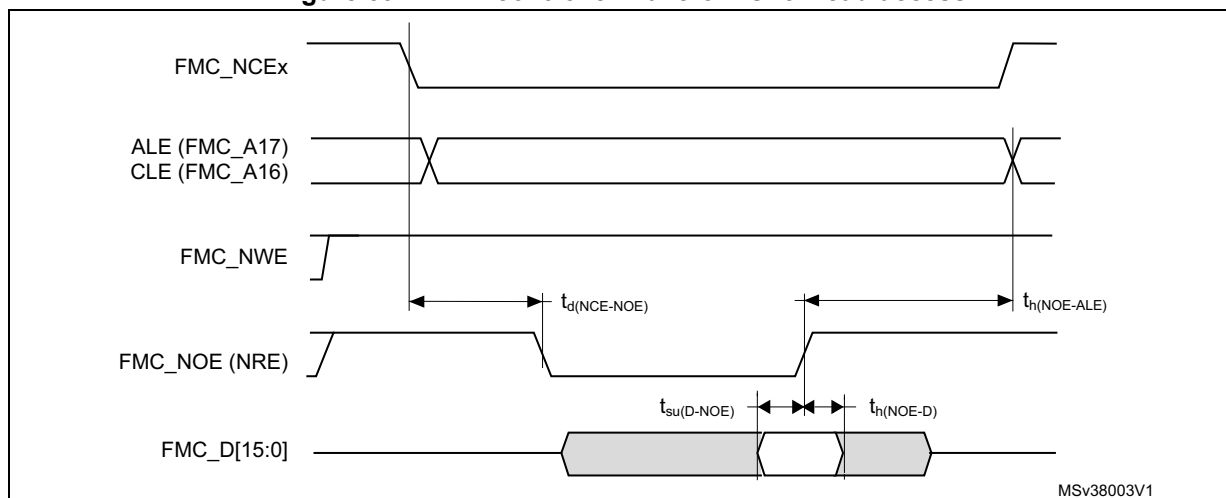 FMC_NCEx
ALE (FMC_A17)
CLE (FMC_A16)
FMC_NWE
td(NCE-NOE)
th(NOE-ALE)
FMC_NOE (NRE)
tsu(D-NOE)
th(NOE-D)
FMC_D[15:0]
MSv38003V1